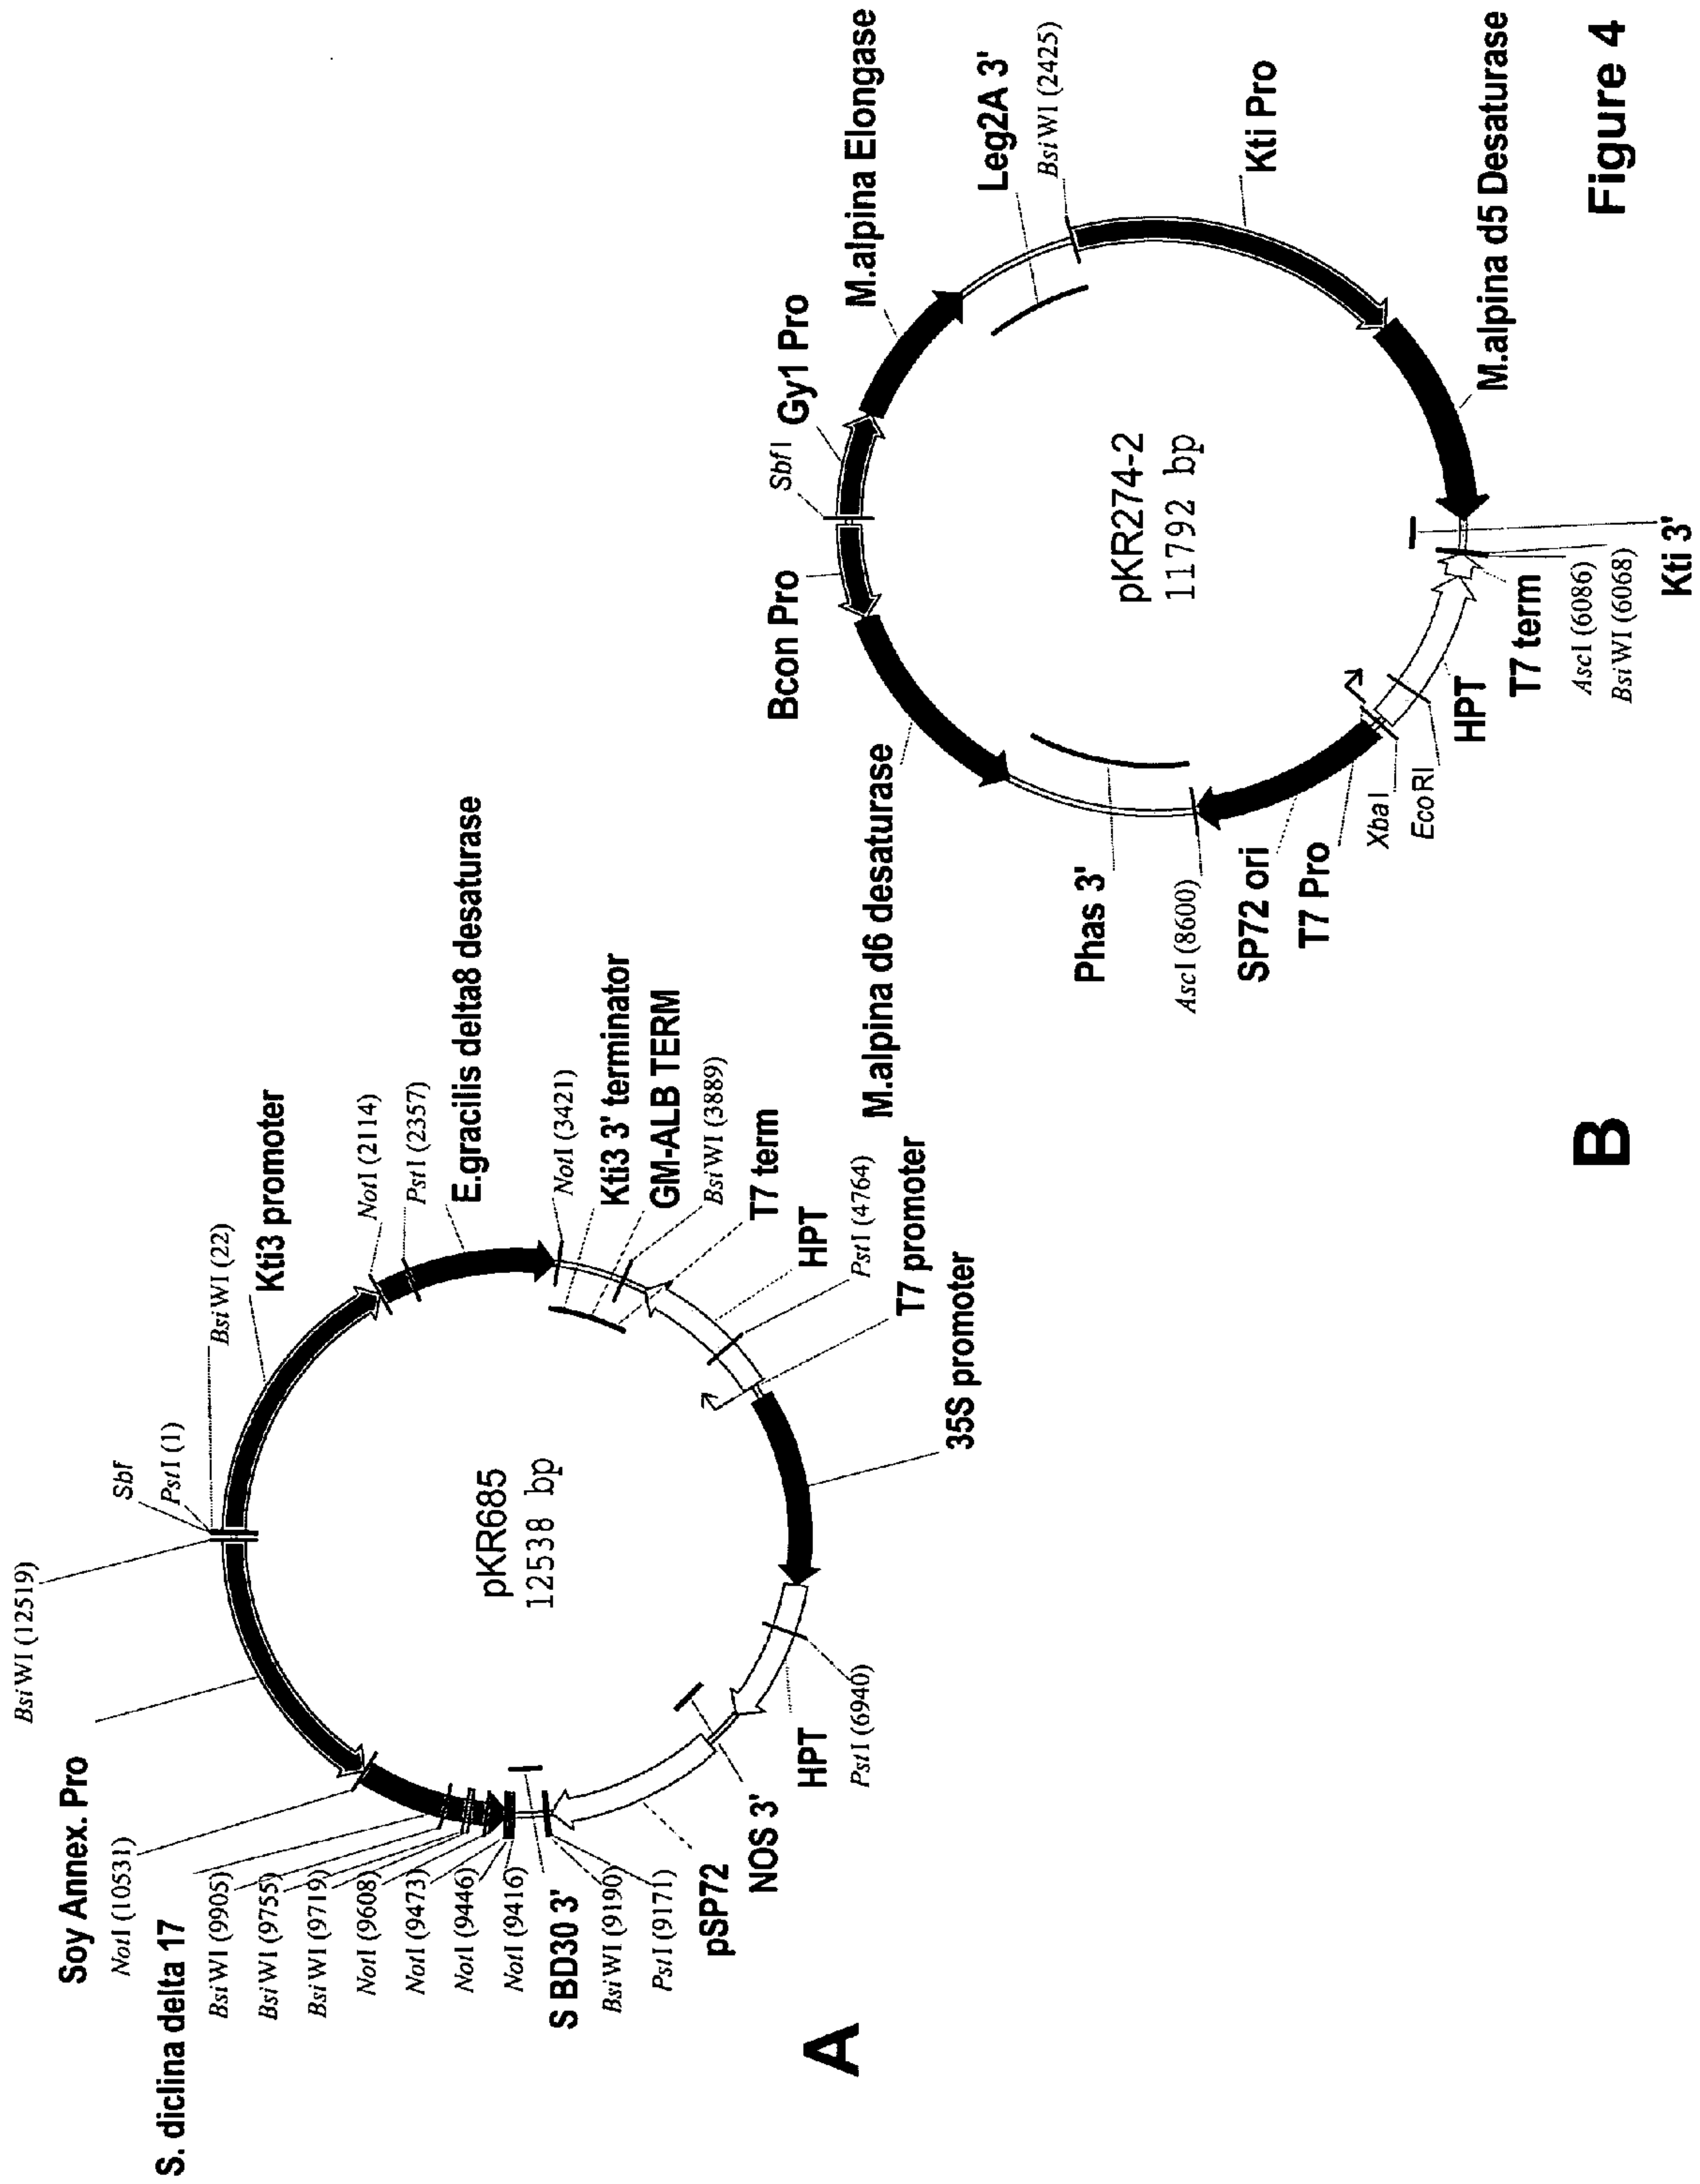 A
pKR685
12538 bp
BsiWI (12519)
Sbf
PstI (1)
BsiWI (22)
Kti3 promoter
NotI (2114)
PstI (2357)
E.gracilis delta8 desaturase
NotI (3421)
Kti3 3' terminator
GM-ALB TERM
BsiWI (3889)
T7 term
HPT
PstI (4764)
T7 promoter
35S promoter
PstI (6940)
HPT
NOS 3'
pSP72
PstI (9171)
BsiWI (9190)
S BD30 3'
NotI (9416)
NotI (9446)
NotI (9473)
NotI (9608)
BsiWI (9719)
BsiWI (9755)
BsiWI (9905)
S. diclina delta 17
NotI (10531)
Soy Annex. Pro
B
pKR274-2
11792 bp
SbfI
Gy1 Pro
M.alpina Elongase
Leg2A 3'
BsiWI (2425)
Kti Pro
M.alpina d5 Desaturase
Kti 3'
BsiWI (6068)
AscI (6086)
T7 term
HPT
EcoRI
XbaI
T7 Pro
SP72 ori
AscI (8600)
Phas 3'
M.alpina d6 desaturase
Bcon Pro
Figure 4